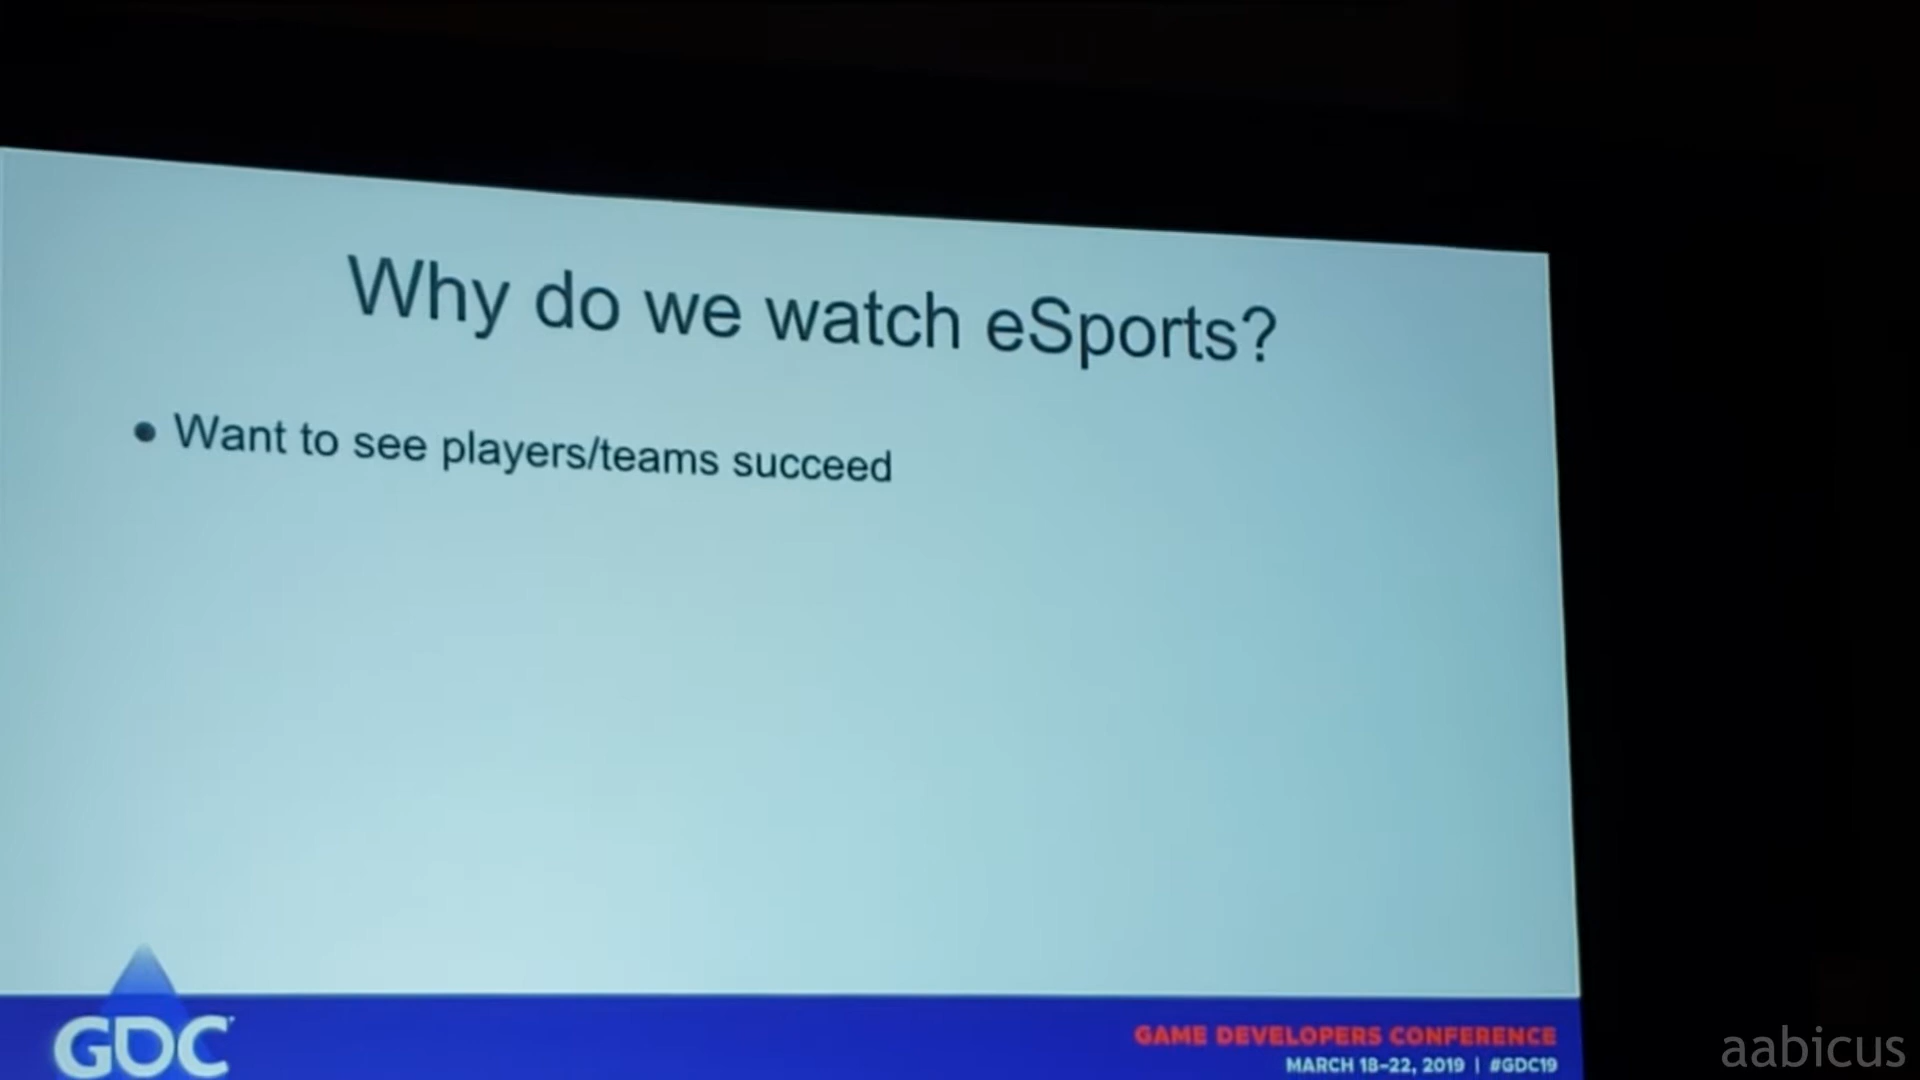 Why do we watch eSports?
• Want to see players/teams succeed
GDC
GAME DEVELOPERS CONFERENCE
MARCH 18–22, 2019 | #GDC19
aabicus